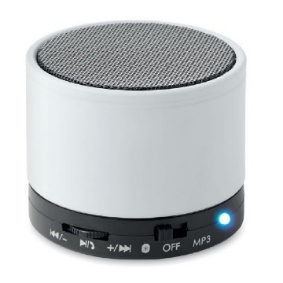 ⏮/− ⏯/📞 +/⏭ OFF MP3